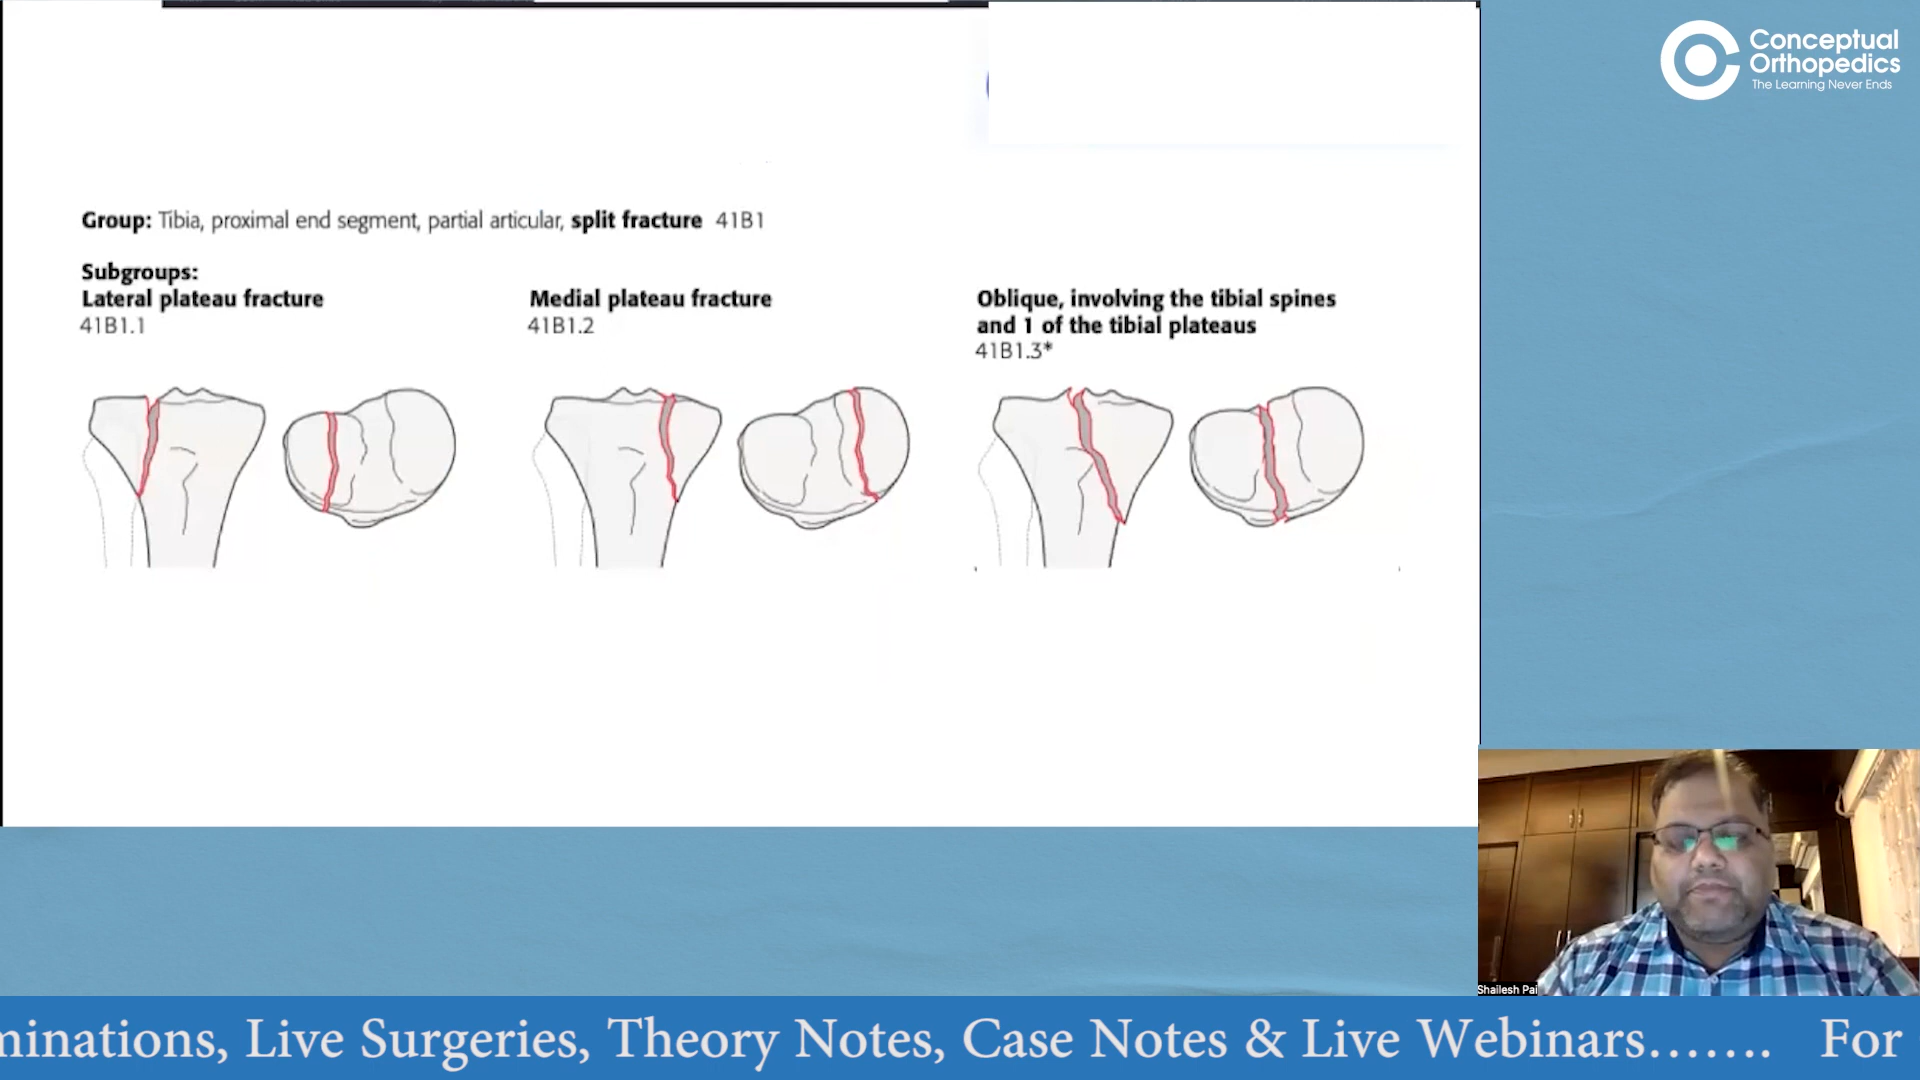 Conceptual
Orthopedics
The Learning Never Ends
Group: Tibia, proximal end segment, partial articular, split fracture 41B1
Subgroups:
Lateral plateau fracture
41B1.1
Medial plateau fracture
41B1.2
Oblique, involving the tibial spines
and 1 of the tibial plateaus
41B1.3*
Shailesh Pai
minations, Live Surgeries, Theory Notes, Case Notes & Live Webinars....... For